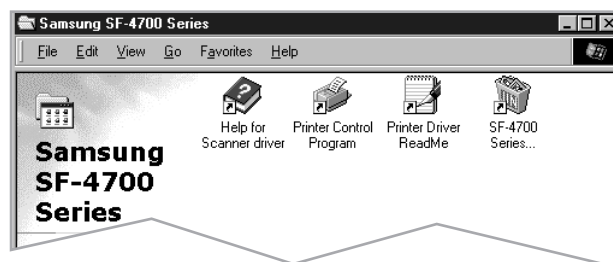 Samsung SF-4700 Series
File Edit View Go Favorites Help
Samsung
SF-4700
Series
Help for
Scanner driver
Printer Control
Program
Printer Driver
ReadMe
SF-4700
Series...